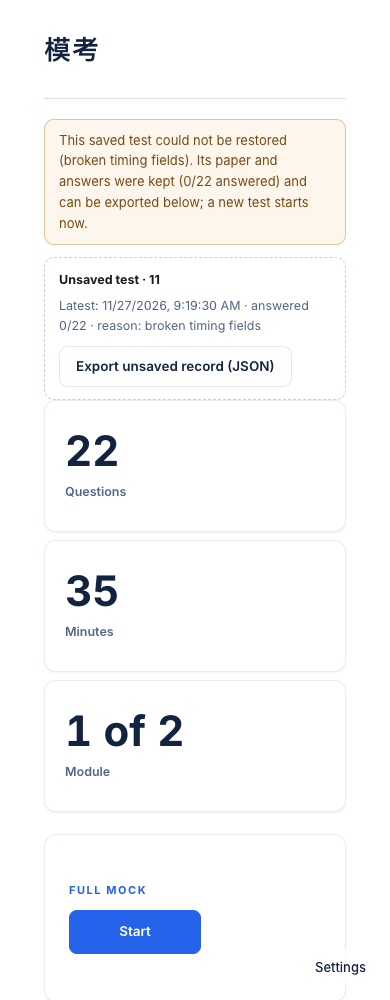 模考
This saved test could not be restored
(broken timing fields). Its paper and
answers were kept (0/22 answered) and
can be exported below; a new test starts
now.
Unsaved test · 11
Latest: 11/27/2026, 9:19:30 AM · answered
0/22 · reason: broken timing fields
Export unsaved record (JSON)
22
Questions
35
Minutes
1 of 2
Module
FULL MOCK
Start
Settings